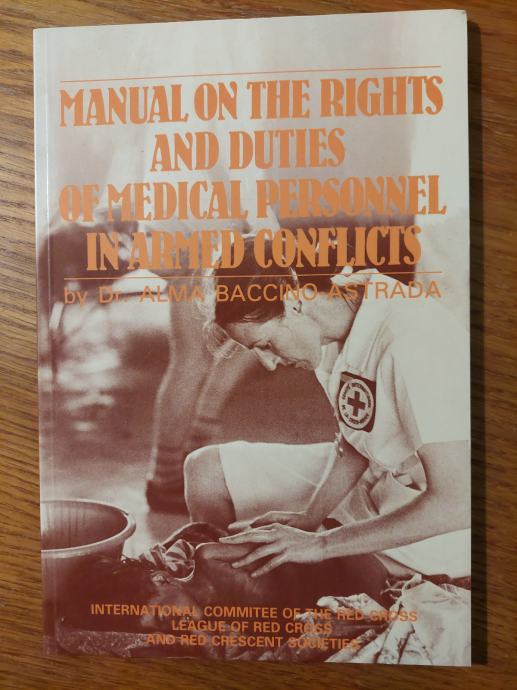 MANUAL ON THE RIGHTS
AND DUTIES
OF MEDICAL PERSONNEL
IN ARMED CONFLICTS
by Dr. ALMA BACCINO-ASTRADA
INTERNATIONAL COMMITEE OF THE RED CROSS
LEAGUE OF RED CROSS
AND RED CRESCENT SOCIETIES